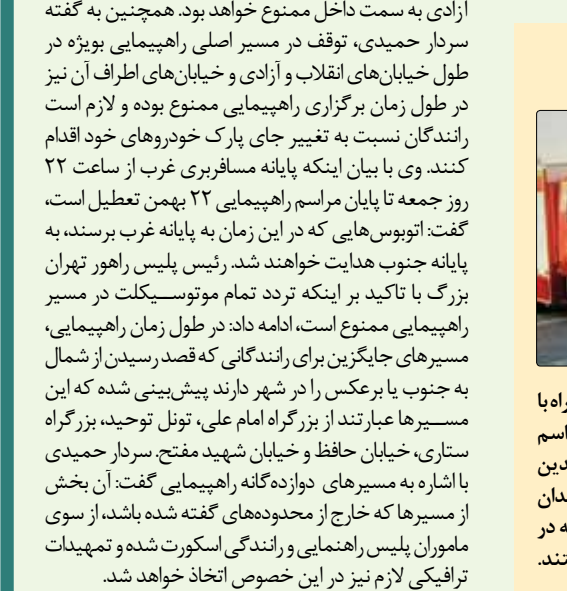 آزادی به سمت داخل ممنوع خواهد بود. همچنین به گفته
سردار حمیدی، توقف در مسیر اصلی راهپیمایی بویژه در
طول خیابان‌های انقلاب و آزادی و خیابان‌های اطراف آن نیز
در طول زمان برگزاری راهپیمایی ممنوع بوده و لازم است
رانندگان نسبت به تغییر جای پارک خودروهای خود اقدام
کنند. وی با بیان اینکه پایانه مسافربری غرب از ساعت ۲۲
روز جمعه تا پایان مراسم راهپیمایی ۲۲ بهمن تعطیل است،
گفت: اتوبوس‌هایی که در این زمان به پایانه غرب برسند، به
پایانه جنوب هدایت خواهند شد. رئیس پلیس راهور تهران
بزرگ با تاکید بر اینکه تردد تمام موتوسـیکلت در مسیر
راهپیمایی ممنوع است، ادامه داد: در طول زمان راهپیمایی،
مسیرهای جایگزین برای رانندگانی که قصد رسیدن از شمال
به جنوب یا برعکس را در شهر دارند پیش‌بینی شده که این
مسـیرها عبارتند از بزرگراه امام علی، تونل توحید، بزرگراه
ستاری، خیابان حافظ و خیابان شهید مفتح. سردار حمیدی
با اشاره به مسیرهای دوازده‌گانه راهپیمایی گفت: آن بخش
از مسیرها که خارج از محدوده‌های گفته شده باشد، از سوی
ماموران پلیس راهنمایی و رانندگی اسکورت شده و تمهیدات
ترافیکی لازم نیز در این خصوص اتخاذ خواهد شد.